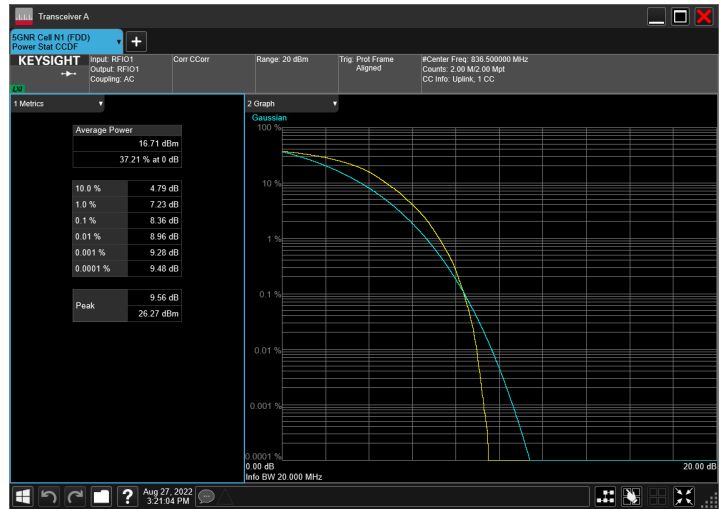 Transceiver A
5GNR Cell N1 (FDD)
Power Stat CCDF
KEYSIGHT
LXI
Input: RFIO1
Output: RFIO1
Coupling: AC
Corr CCorr
Range: 20 dBm
Trig: Prot Frame
Aligned
#Center Freq: 836.500000 MHz
Counts: 2.00 M/2.00 Mpt
CC Info: Uplink, 1 CC
1 Metrics
Average Power
16.71 dBm
37.21 % at 0 dB
10.0 % 4.79 dB
1.0 % 7.23 dB
0.1 % 8.36 dB
0.01 % 8.96 dB
0.001 % 9.28 dB
0.0001 % 9.48 dB
Peak 9.56 dB
26.27 dBm
2 Graph
Gaussian
100 %
10 %
1 %
0.1 %
0.01 %
0.001 %
0.0001 %
0.00 dB 20.00 dB
Info BW 20.000 MHz
?
Aug 27, 2022
3:21:04 PM